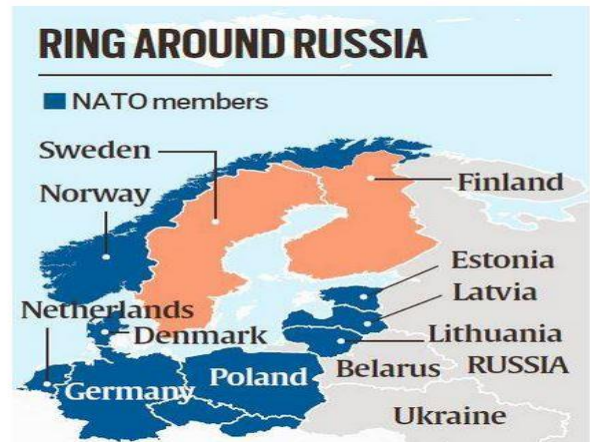 RING AROUND RUSSIA
NATO members
Sweden
Norway
Finland
Estonia
Latvia
Netherlands
Denmark
Lithuania
Germany
Poland
Belarus
RUSSIA
Ukraine